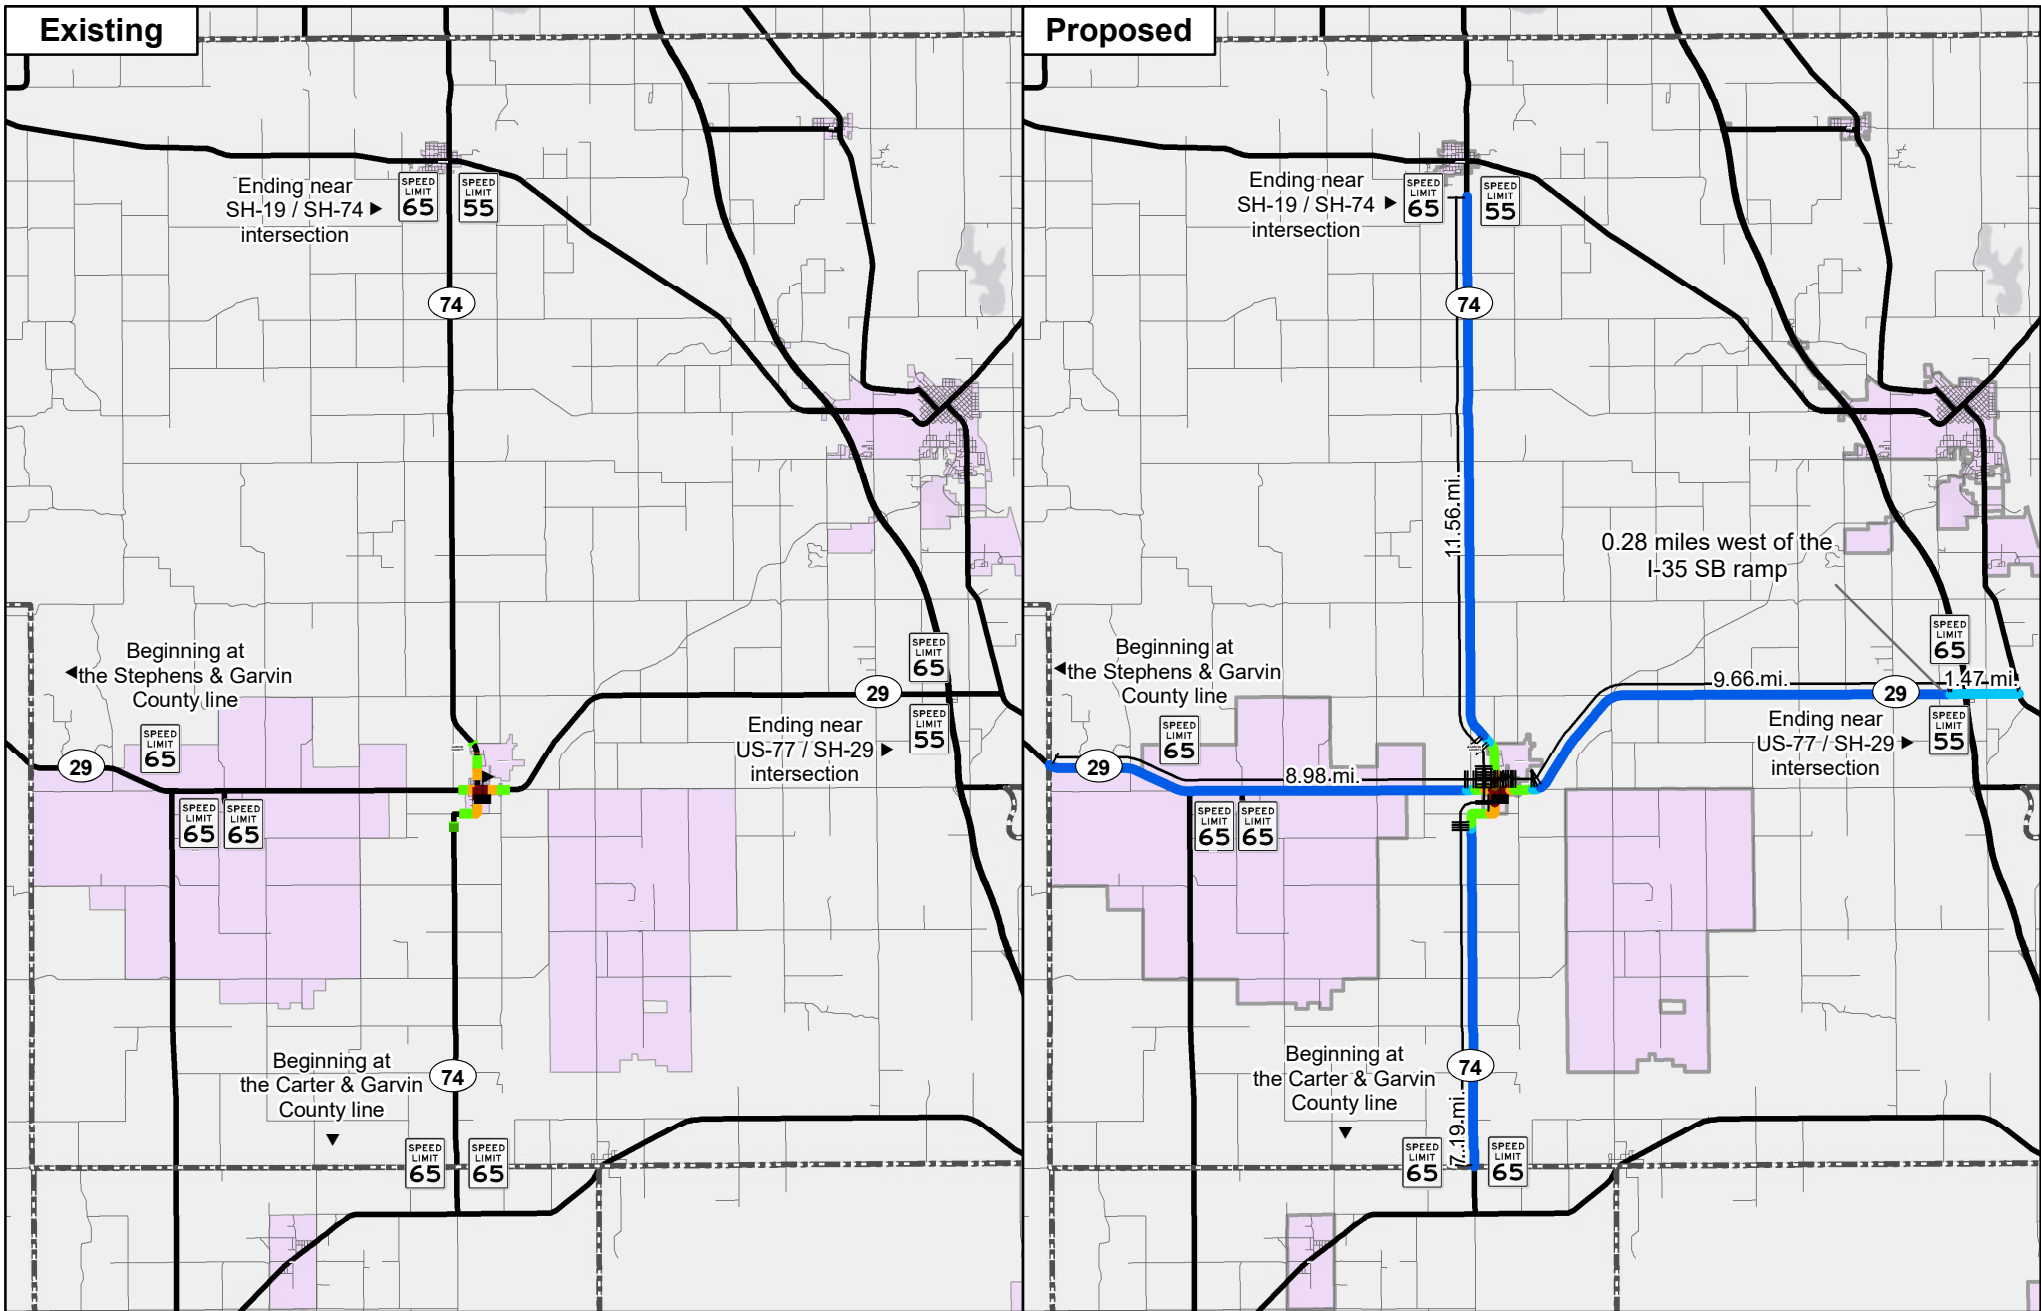 Existing
Ending near
SH-19 / SH-74
intersection
SPEED
LIMIT
65
SPEED
LIMIT
55
74
Beginning at
the Stephens & Garvin
County line
SPEED
LIMIT
65
29
SPEED
LIMIT
65
SPEED
LIMIT
65
SPEED
LIMIT
65
29
Ending near
US-77 / SH-29
intersection
SPEED
LIMIT
55
Beginning at
the Carter & Garvin
County line
74
SPEED
LIMIT
65
SPEED
LIMIT
65
Proposed
Ending near
SH-19 / SH-74
intersection
SPEED
LIMIT
65
SPEED
LIMIT
55
74
11.56 mi.
0.28 miles west of the
I-35 SB ramp
SPEED
LIMIT
65
Beginning at
the Stephens & Garvin
County line
SPEED
LIMIT
65
29
8.98 mi.
9.66 mi.
29
1.47 mi.
Ending near
US-77 / SH-29
intersection
SPEED
LIMIT
55
SPEED
LIMIT
65
SPEED
LIMIT
65
Beginning at
the Carter & Garvin
County line
74
7.19 mi.
SPEED
LIMIT
65
SPEED
LIMIT
65